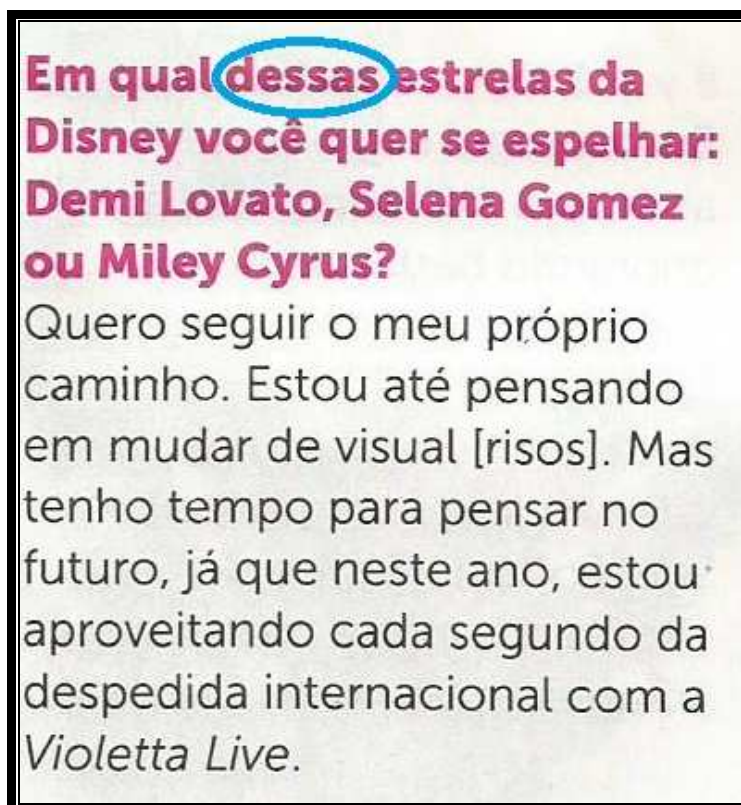 Em qual dessas estrelas da
Disney você quer se espelhar:
Demi Lovato, Selena Gomez
ou Miley Cyrus?
Quero seguir o meu próprio
caminho. Estou até pensando
em mudar de visual [risos]. Mas
tenho tempo para pensar no
futuro, já que neste ano, estou
aproveitando cada segundo da
despedida internacional com a
Violetta Live.